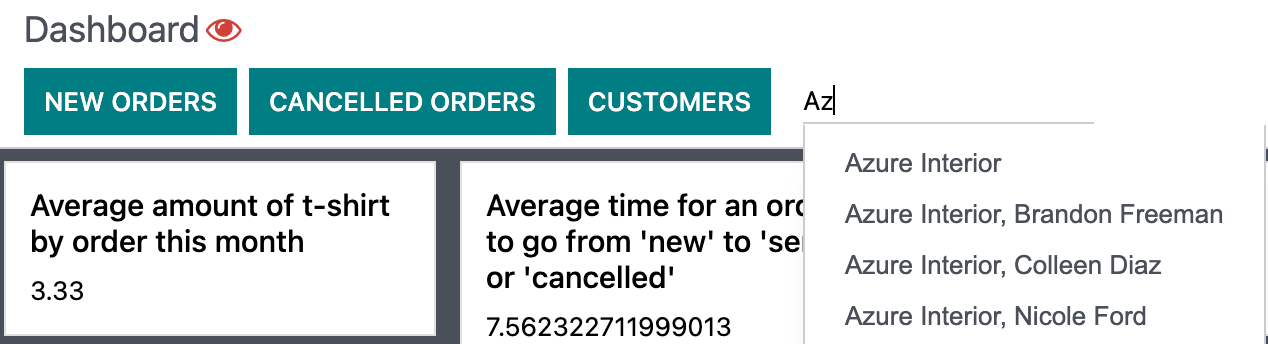 Dashboard
NEW ORDERS
CANCELLED ORDERS
CUSTOMERS
Az
Azure Interior
Azure Interior, Brandon Freeman
Azure Interior, Colleen Diaz
Azure Interior, Nicole Ford
Average amount of t-shirt
by order this month
3.33
Average time for an
to go from 'new' to
or 'cancelled'
7.562322711999013